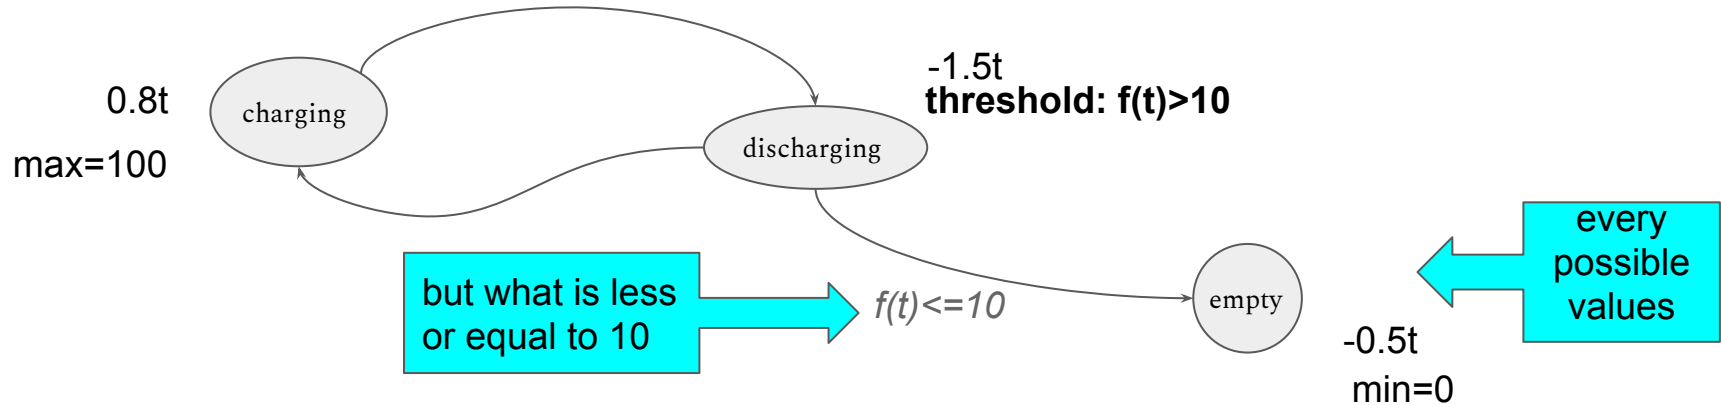 0.8t
max=100
charging
discharging
-1.5t
threshold: f(t)>10
but what is less
or equal to 10
f(t)<=10
empty
-0.5t
min=0
every
possible
values